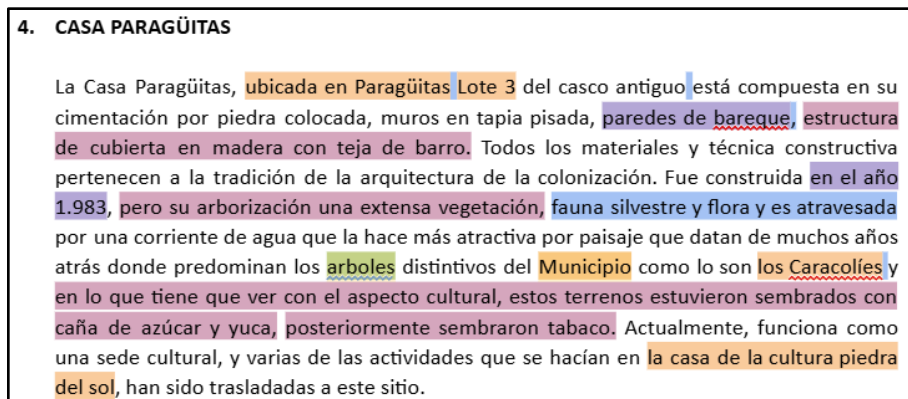 4. CASA PARAGÜITAS
La Casa Paragüitas, ubicada en Paragüitas Lote 3 del casco antiguo está compuesta en su
cimentación por piedra colocada, muros en tapia pisada, paredes de bareque, estructura
de cubierta en madera con teja de barro. Todos los materiales y técnica constructiva
pertenecen a la tradición de la arquitectura de la colonización. Fue construida en el año
1.983, pero su arborización una extensa vegetación, fauna silvestre y flora y es atravesada
por una corriente de agua que la hace más atractiva por paisaje que datan de muchos años
atrás donde predominan los arboles distintivos del Municipio como lo son los Caracolíes y
en lo que tiene que ver con el aspecto cultural, estos terrenos estuvieron sembrados con
caña de azúcar y yuca, posteriormente sembraron tabaco. Actualmente, funciona como
una sede cultural, y varias de las actividades que se hacían en la casa de la cultura piedra
del sol, han sido trasladadas a este sitio.